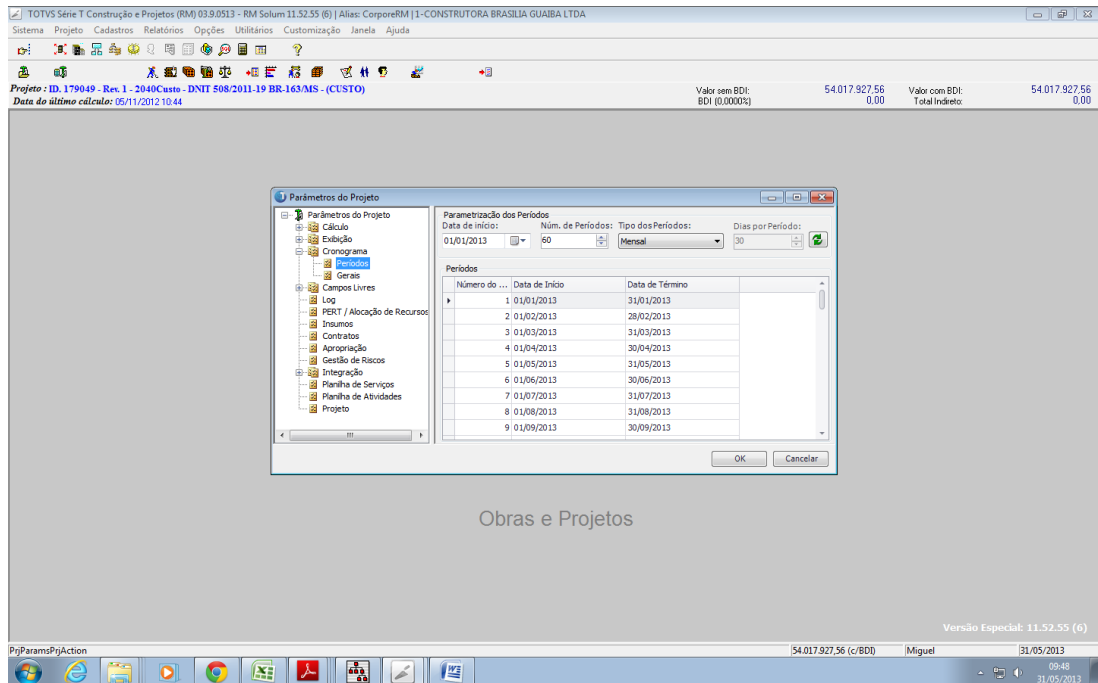 TOTVS Série T Construção e Projetos (RM) 03.9.0513 - RM Solum 11.52.55 (6) | Alias: CorporeRM | 1-CONSTRUTORA BRASILIA GUAIBA LTDA
Sistema Projeto Cadastros Relatórios Opções Utilitários Customização Janela Ajuda
Projeto : ID. 179049 - Rev. 1 - 2040Custo - DNIT 508/2011-19 BR-163/MS - (CUSTO)
Data do último cálculo: 05/11/2012 10:44
Valor sem BDI: 54.017.927,56 Valor com BDI: 54.017.927,56
BDI (0,0000%) 0,00 Total Indireto: 0,00
Parâmetros do Projeto
Parâmetros do Projeto
Cálculo
Exibição
Cronograma
Períodos
Gerais
Campos Livres
Log
PERT / Alocação de Recursos
Insumos
Contratos
Apropriação
Gestão de Riscos
Integração
Planilha de Serviços
Planilha de Atividades
Projeto
Parametrização dos Períodos
Data de início: Núm. de Períodos: Tipo dos Períodos: Dias por Período:
01/01/2013 60 Mensal 30
Períodos
Número do ... Data de Início Data de Término
1 01/01/2013 31/01/2013
2 01/02/2013 28/02/2013
3 01/03/2013 31/03/2013
4 01/04/2013 30/04/2013
5 01/05/2013 31/05/2013
6 01/06/2013 30/06/2013
7 01/07/2013 31/07/2013
8 01/08/2013 31/08/2013
9 01/09/2013 30/09/2013
OK Cancelar
Obras e Projetos
Versão Especial: 11.52.55 (6)
PrjParamsPrjAction 54.017.927,56 (c/BDI) Miguel 31/05/2013
09:48
31/05/2013